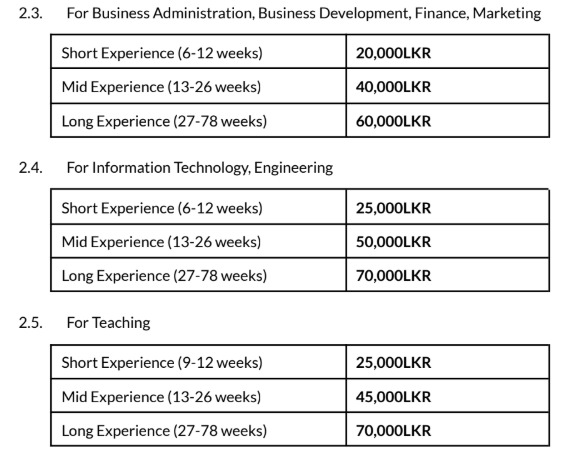 2.3. For Business Administration, Business Development, Finance, Marketing
Short Experience (6-12 weeks) 20,000LKR
Mid Experience (13-26 weeks) 40,000LKR
Long Experience (27-78 weeks) 60,000LKR
2.4. For Information Technology, Engineering
Short Experience (6-12 weeks) 25,000LKR
Mid Experience (13-26 weeks) 50,000LKR
Long Experience (27-78 weeks) 70,000LKR
2.5. For Teaching
Short Experience (9-12 weeks) 25,000LKR
Mid Experience (13-26 weeks) 45,000LKR
Long Experience (27-78 weeks) 70,000LKR